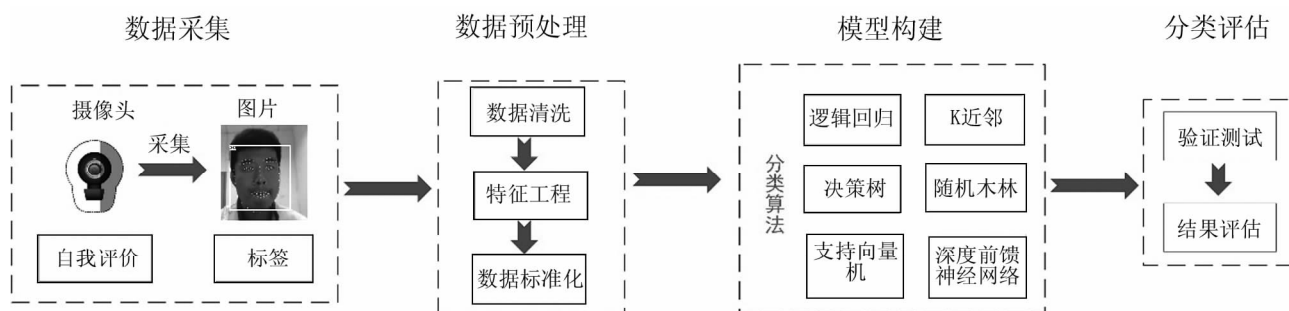 数据采集
摄像头
图片
采集
自我评价
标签
数据预处理
数据清洗
特征工程
数据标准化
模型构建
分类算法
逻辑回归
K近邻
决策树
随机木林
支持向量
机
深度前馈
神经网络
分类评估
验证测试
结果评估